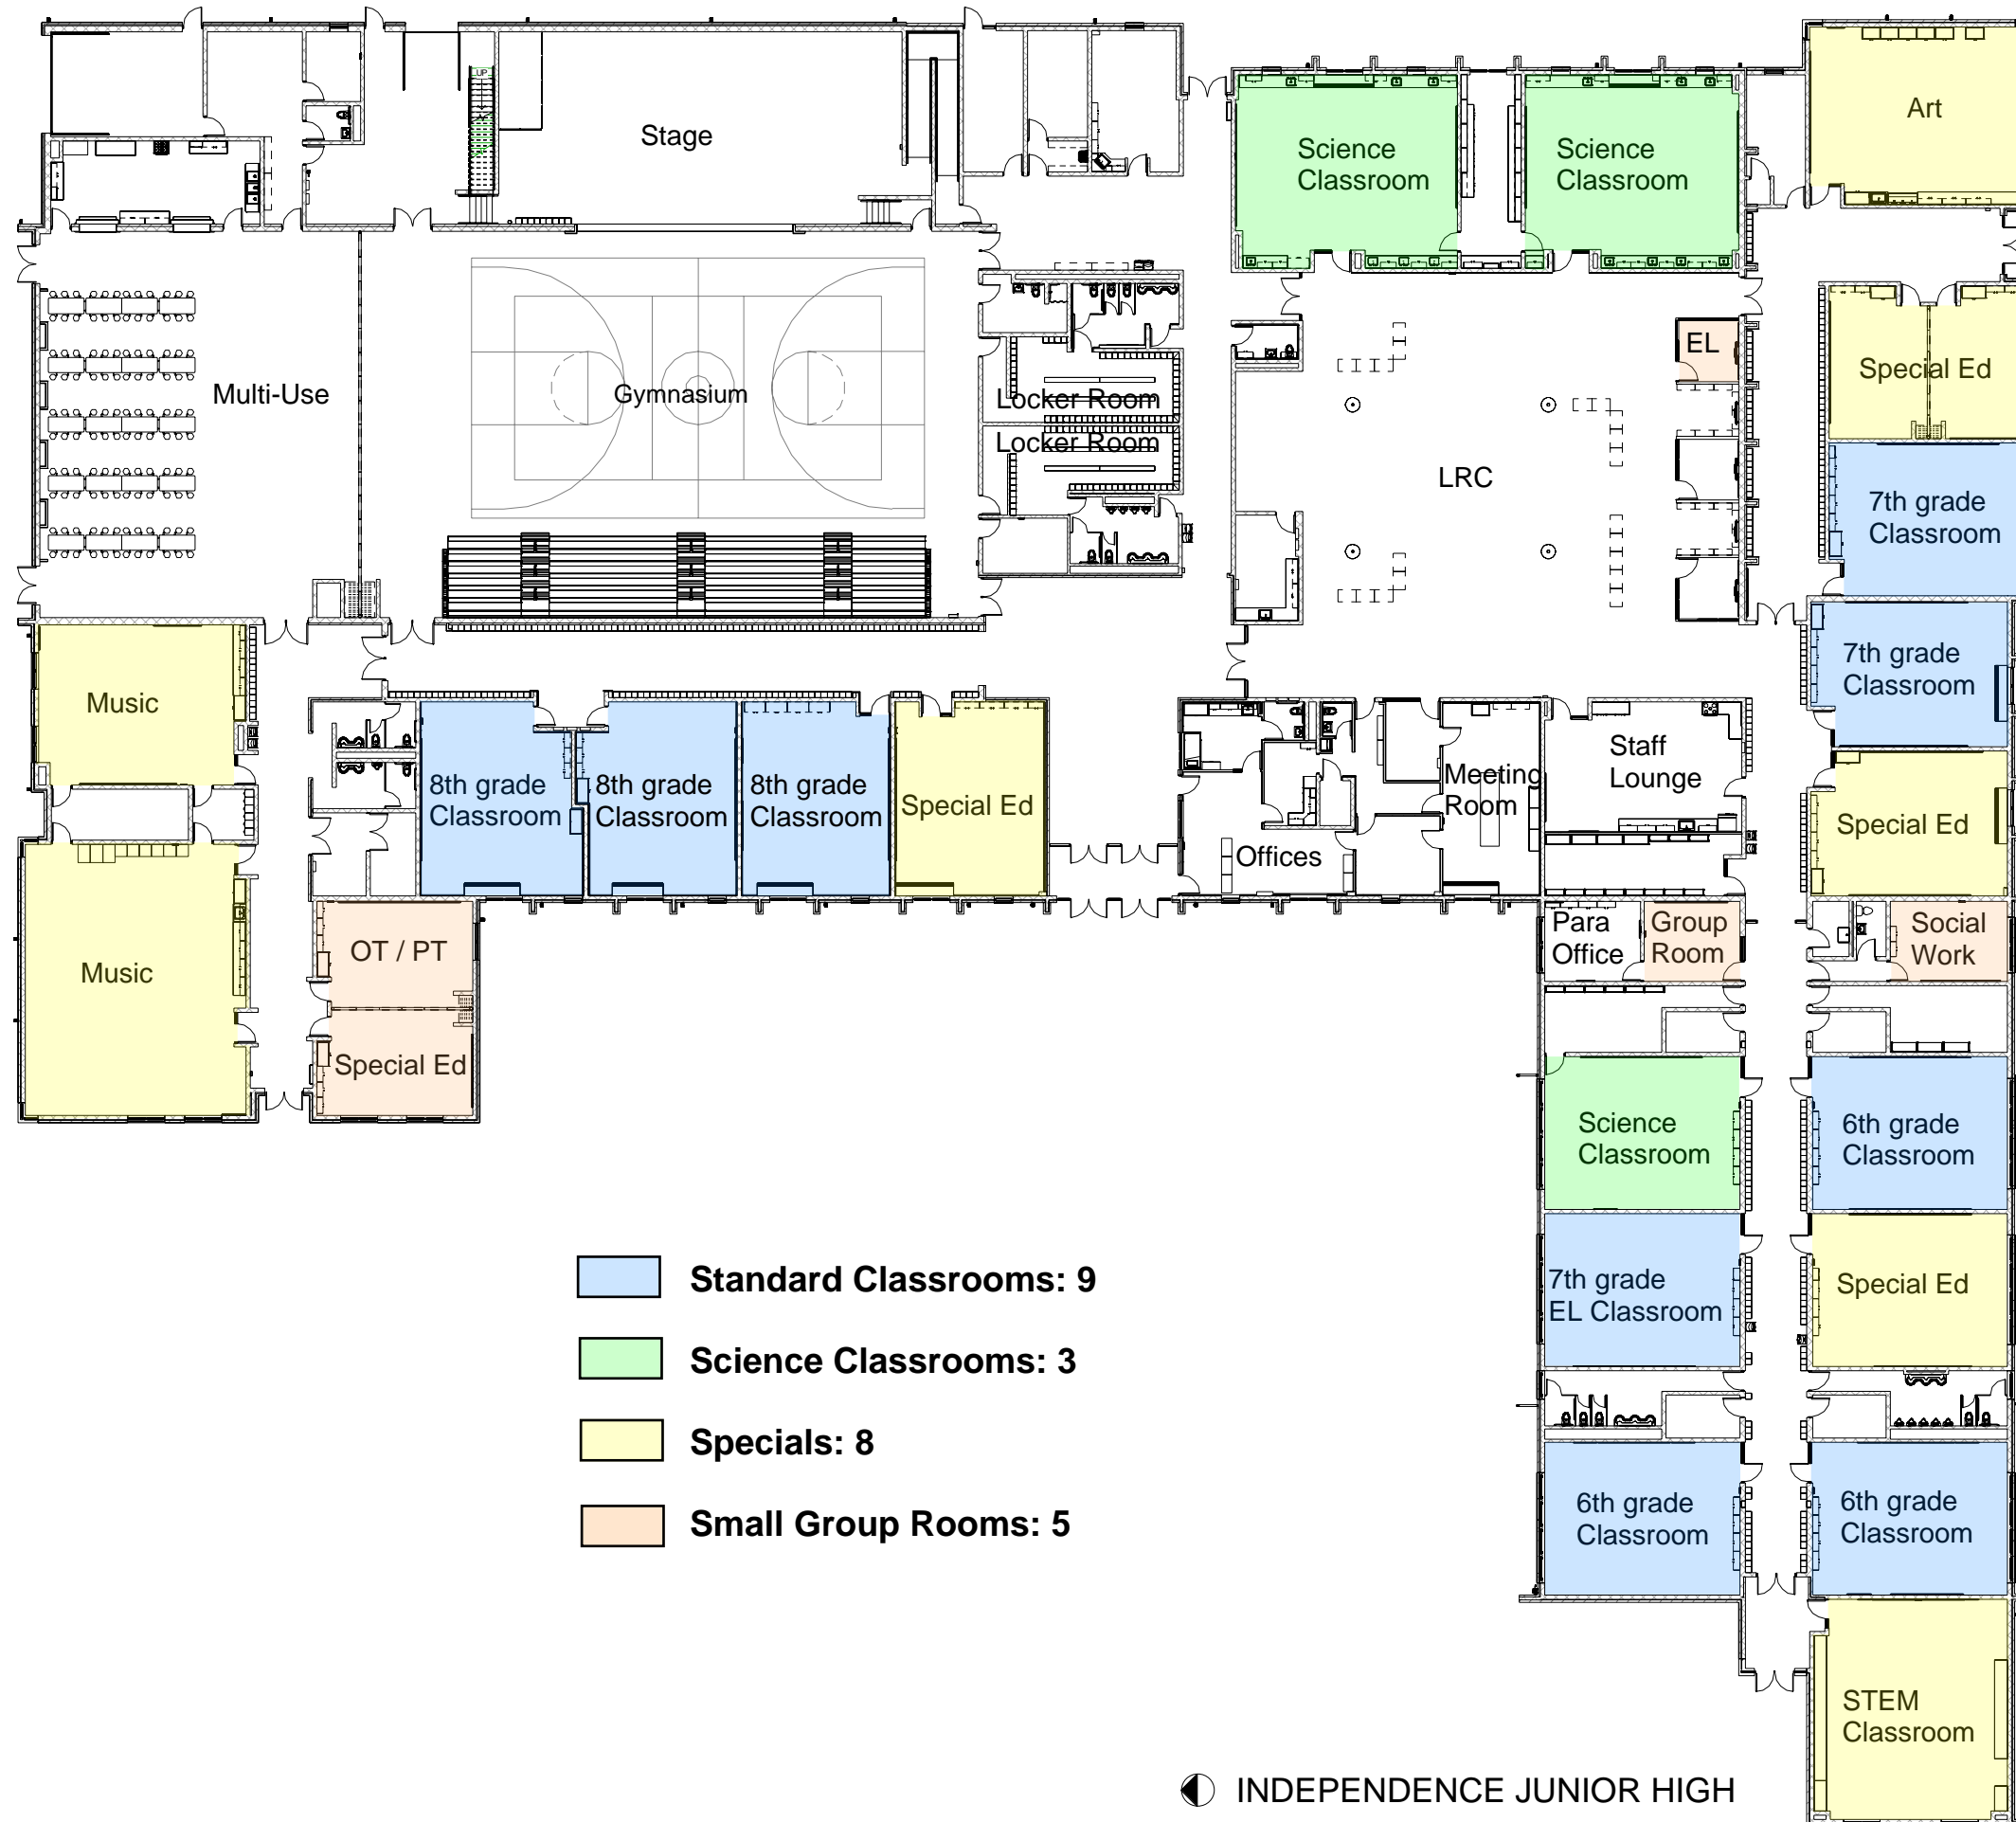 UP
Stage
Science
Classroom
Science
Classroom
Art
Multi-Use
Gymnasium
Locker Room
Locker Room
LRC
EL
Special Ed
7th grade
Classroom
7th grade
Classroom
Music
8th grade
Classroom
8th grade
Classroom
8th grade
Classroom
Special Ed
Offices
Meeting
Room
Staff
Lounge
Special Ed
Music
OT / PT
Special Ed
Para
Office
Group
Room
Social
Work
Science
Classroom
6th grade
Classroom
7th grade
EL Classroom
Special Ed
6th grade
Classroom
6th grade
Classroom
STEM
Classroom
Standard Classrooms: 9
Science Classrooms: 3
Specials: 8
Small Group Rooms: 5
INDEPENDENCE JUNIOR HIGH